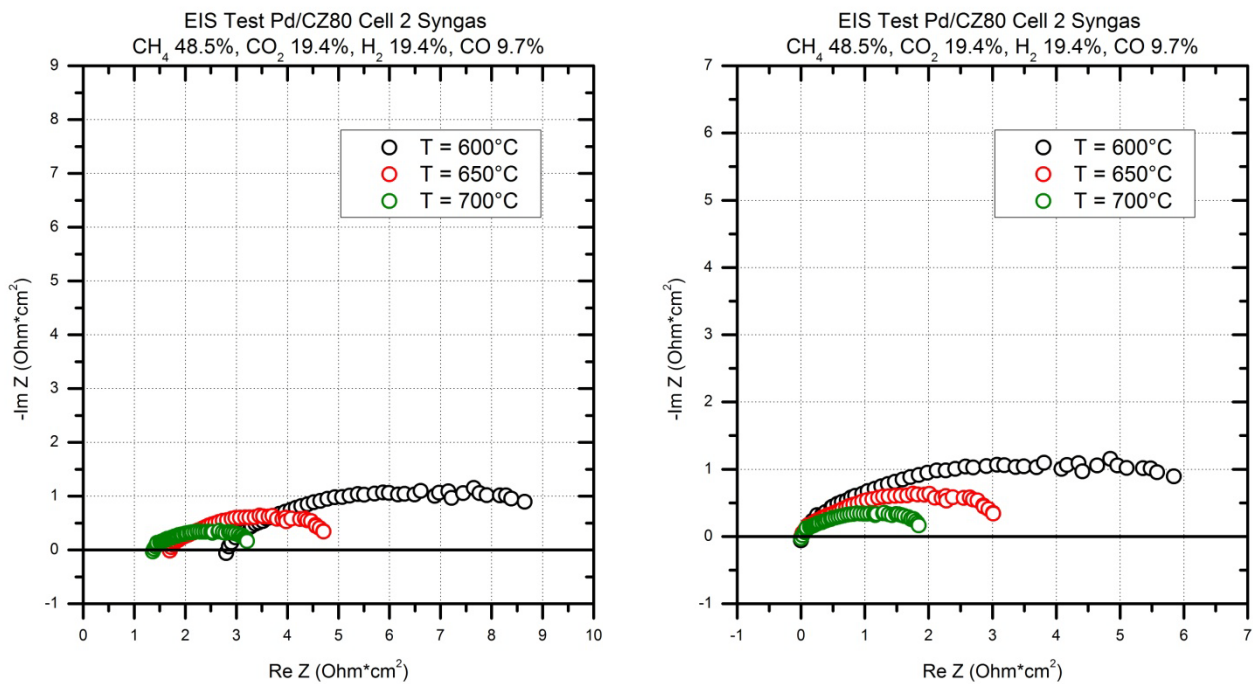 EIS Test Pd/CZ80 Cell 2 Syngas
CH₄ 48.5%, CO₂ 19.4%, H₂ 19.4%, CO 9.7%
T = 600°C
T = 650°C
T = 700°C
-Im Z (Ohm*cm²)
9
8
7
6
5
4
3
2
1
0
-1
0 1 2 3 4 5 6 7 8 9 10
Re Z (Ohm*cm²)
EIS Test Pd/CZ80 Cell 2 Syngas
CH₄ 48.5%, CO₂ 19.4%, H₂ 19.4%, CO 9.7%
T = 600°C
T = 650°C
T = 700°C
-Im Z (Ohm*cm²)
7
6
5
4
3
2
1
0
-1
-1 0 1 2 3 4 5 6 7
Re Z (Ohm*cm²)